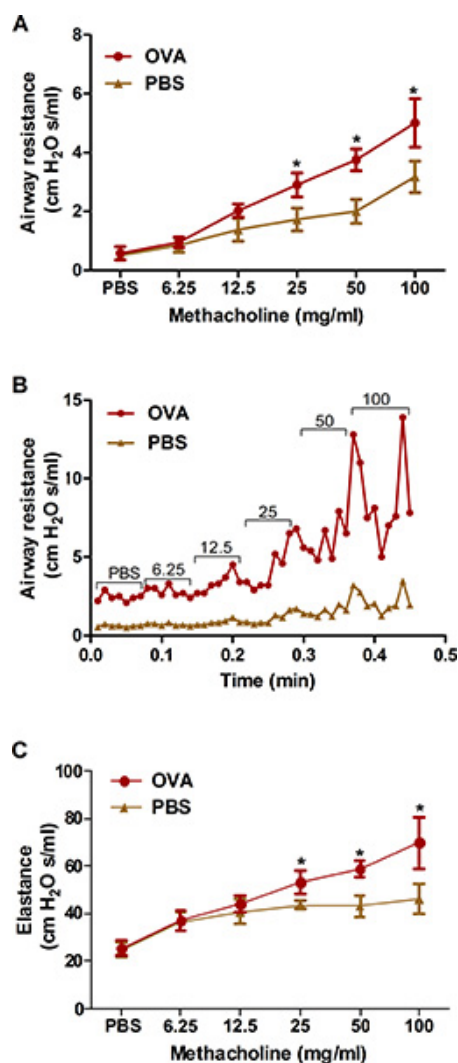 A
OVA
PBS
Airway resistance
(cm H₂O s/ml)
8
6
4
2
0
* * *
PBS 6.25 12.5 25 50 100
Methacholine (mg/ml)
B
OVA
PBS
Airway resistance
(cm H₂O s/ml)
15
10
5
0
PBS 6.25 12.5 25 50 100
0.0 0.1 0.2 0.3 0.4 0.5
Time (min)
C
OVA
PBS
Elastance
(cm H₂O s/ml)
100
80
60
40
20
0
* * *
PBS 6.25 12.5 25 50 100
Methacholine (mg/ml)